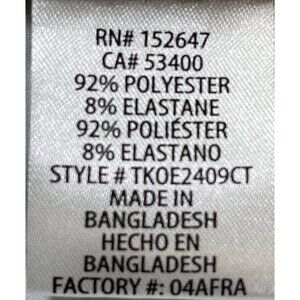 RN# 152647
CA# 53400
92% POLYESTER
8% ELASTANE
92% POLIÉSTER
8% ELASTANO
STYLE # TK0E2409CT
MADE IN
BANGLADESH
HECHO EN
BANGLADESH
FACTORY #: 04AFRA